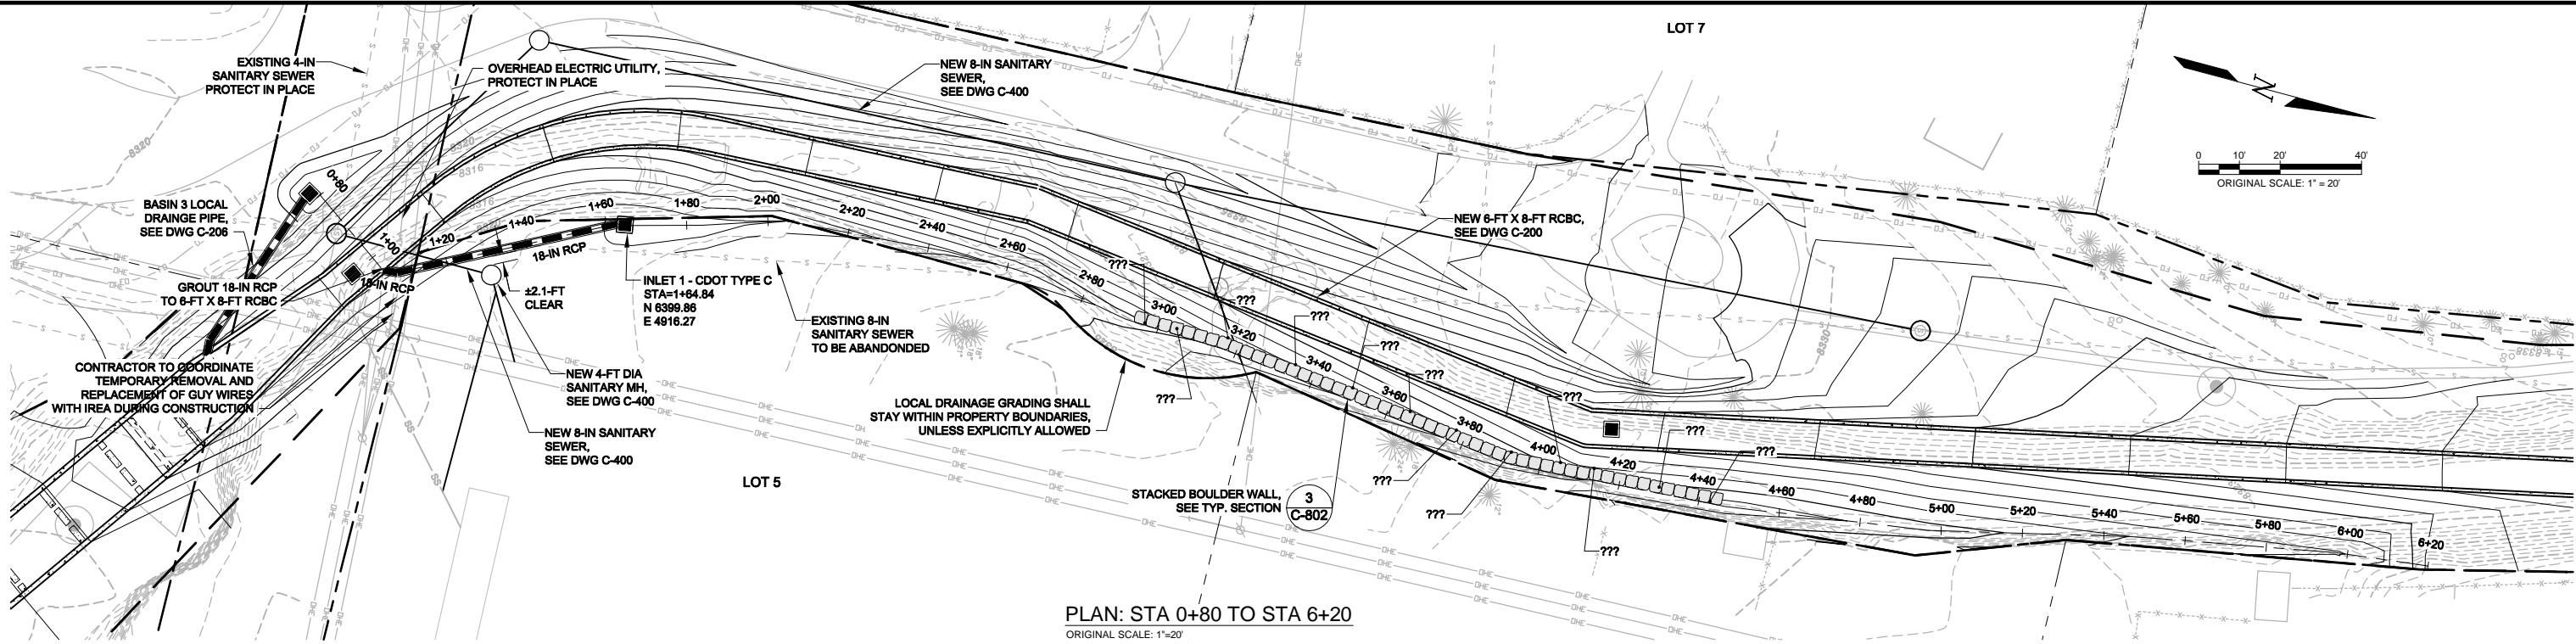 LOT 7
EXISTING 4-IN
SANITARY SEWER
PROTECT IN PLACE
OVERHEAD ELECTRIC UTILITY,
PROTECT IN PLACE
NEW 8-IN SANITARY
SEWER,
SEE DWG C-400
N
0 10' 20' 40'
ORIGINAL SCALE: 1" = 20'
8320
8320
8316
8316
BASIN 3 LOCAL
DRAINGE PIPE,
SEE DWG C-206
NEW 6-FT X 8-FT RCBC,
SEE DWG C-200
0+80
1+00
1+20
1+40
1+60
1+80
2+00
2+20
2+40
2+60
2+80
3+00
3+20
3+40
3+60
3+80
4+00
4+20
4+40
4+60
4+80
5+00
5+20
5+40
5+60
5+80
6+00
6+20
18-IN RCP
18-IN RCP
GROUT 18-IN RCP
TO 6-FT X 8-FT RCBC
±2.1-FT
CLEAR
INLET 1 - CDOT TYPE C
STA=1+64.84
N 6399.86
E 4916.27
EXISTING 8-IN
SANITARY SEWER
TO BE ABANDONDED
CONTRACTOR TO COORDINATE
TEMPORARY REMOVAL AND
REPLACEMENT OF GUY WIRES
WITH IREA DURING CONSTRUCTION
NEW 4-FT DIA
SANITARY MH,
SEE DWG C-400
NEW 8-IN SANITARY
SEWER,
SEE DWG C-400
LOCAL DRAINAGE GRADING SHALL
STAY WITHIN PROPERTY BOUNDARIES,
UNLESS EXPLICITLY ALLOWED
???
???
???
???
???
???
???
???
???
???
???
???
???
8330
LOT 5
STACKED BOULDER WALL,
SEE TYP. SECTION
3
C-802
PLAN: STA 0+80 TO STA 6+20
ORIGINAL SCALE: 1"=20'